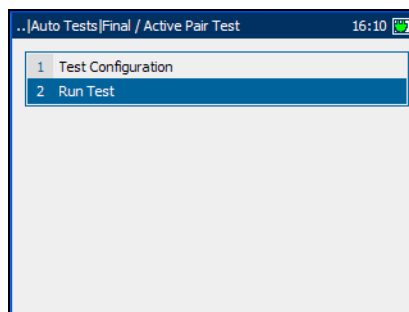 ..|Auto Tests|Final / Active Pair Test 16:10
1 Test Configuration
2 Run Test